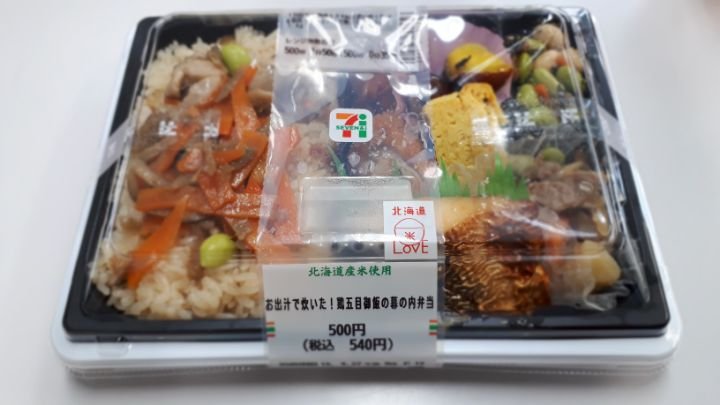 500W
SEVEN&i
北海道
米
LOVE
北海道産米使用
お出汁で炊いた!鶏五目御飯の幕の内弁当
500円
(税込 540円)